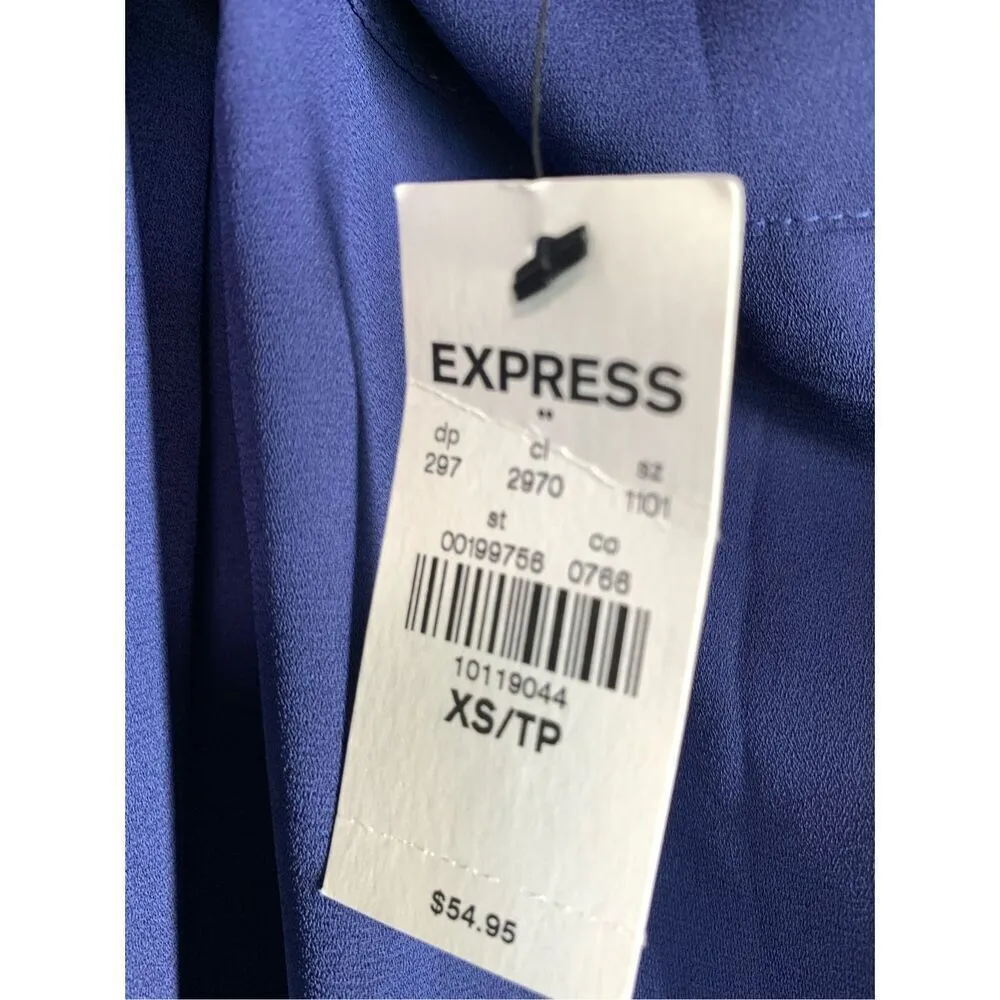 EXPRESS
dp cl sz
297 2970 1101
st co
00199756 0766
10119044
XS/TP
$54.95